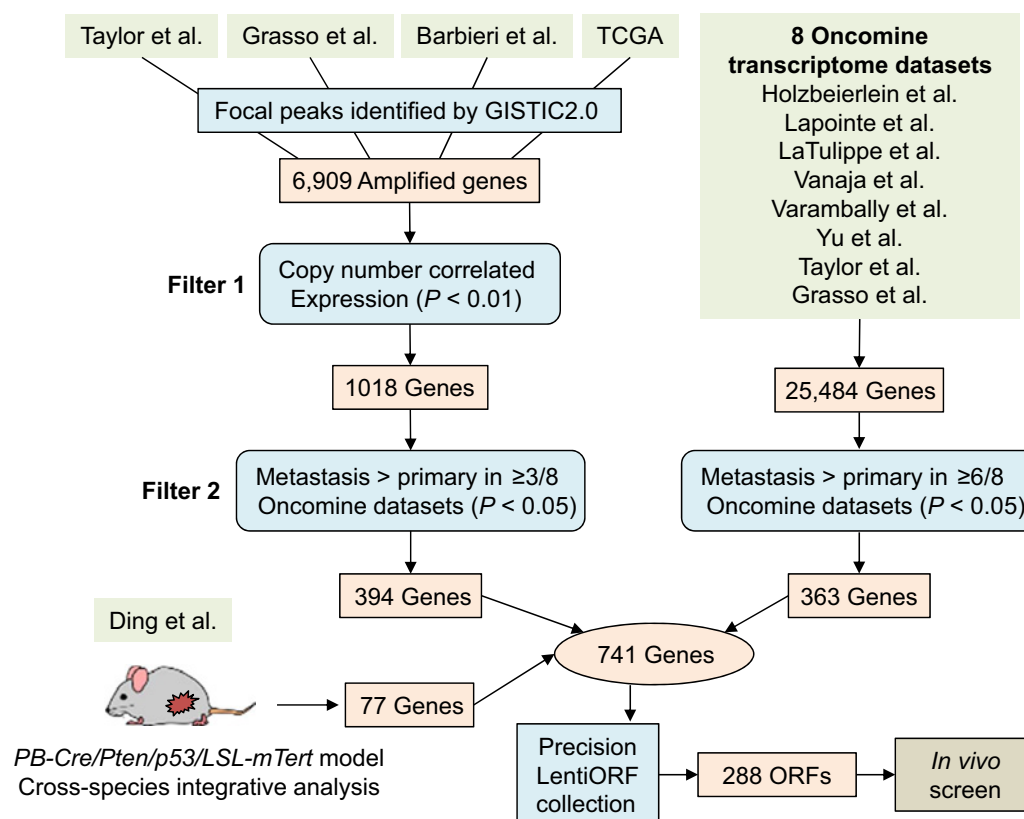 Taylor et al.
Grasso et al.
Barbieri et al.
TCGA
Focal peaks identified by GISTIC2.0
6,909 Amplified genes
Filter 1
Copy number correlated
Expression (P < 0.01)
1018 Genes
Filter 2
Metastasis > primary in ≥3/8
Oncomine datasets (P < 0.05)
394 Genes
8 Oncomine
transcriptome datasets
Holzbeierlein et al.
Lapointe et al.
LaTulippe et al.
Vanaja et al.
Varambally et al.
Yu et al.
Taylor et al.
Grasso et al.
25,484 Genes
Metastasis > primary in ≥6/8
Oncomine datasets (P < 0.05)
363 Genes
Ding et al.
77 Genes
PB-Cre/Pten/p53/LSL-mTert model
Cross-species integrative analysis
741 Genes
Precision
LentiORF
collection
288 ORFs
In vivo
screen